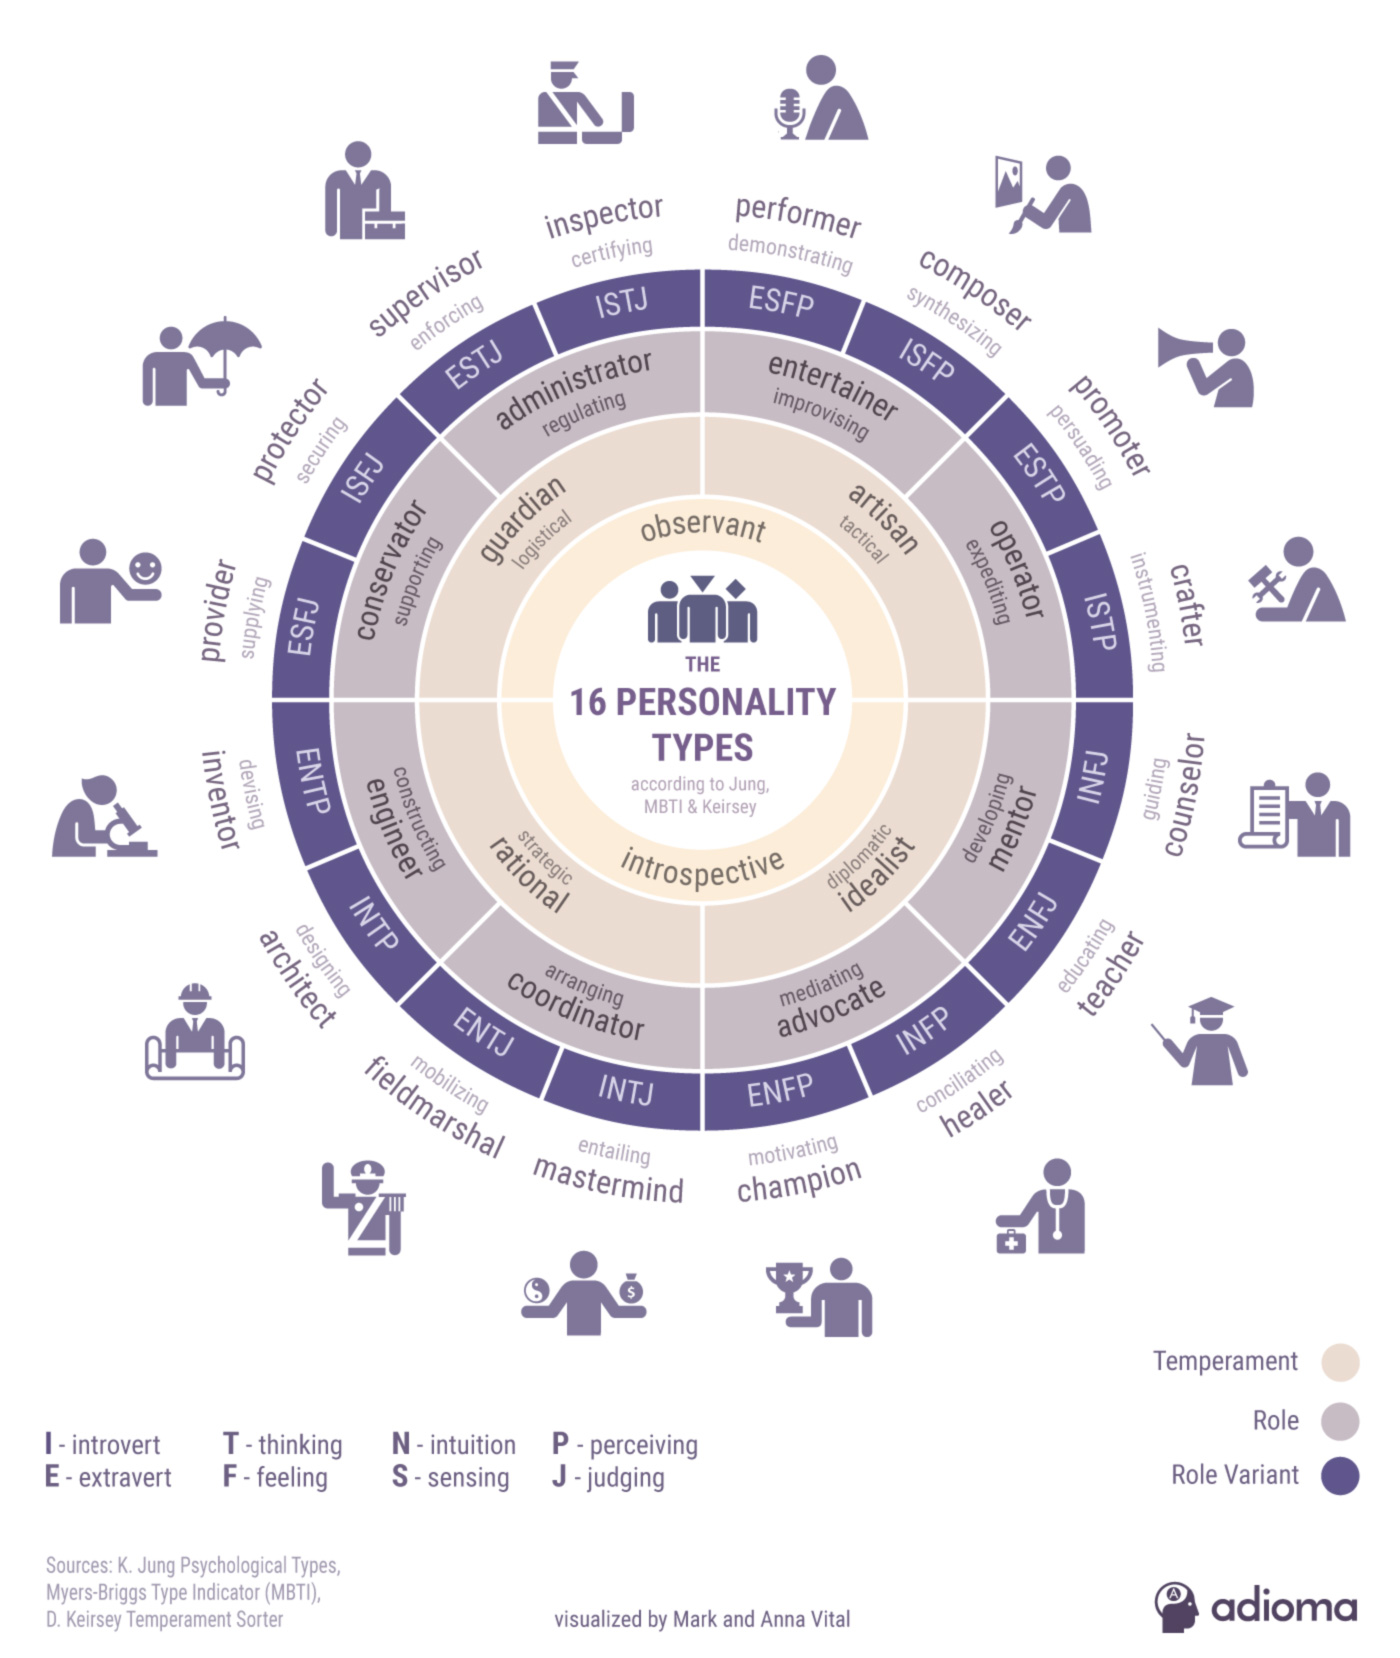 inspector
certifying
performer
demonstrating
composer
synthesizing
promoter
persuading
crafter
instrumenting
counselor
guiding
teacher
educating
conciliating
healer
motivating
champion
entailing
mastermind
mobilizing
fieldmarshal
designing
architect
devising
inventor
provider
supplying
protector
securing
supervisor
enforcing
ISTJ
ESFP
ISFP
ESTP
ISTP
INFJ
ENFJ
INFP
ENFP
INTJ
ENTJ
INTP
ENTP
ESFJ
ISFJ
ESTJ
administrator
regulating
entertainer
improvising
operator
expediting
developing
mentor
mediating
advocate
arranging
coordinator
constructing
engineer
conservator
supporting
guardian
logistical
artisan
tactical
diplomatic
idealist
strategic
rational
observant
introspective
THE
16 PERSONALITY
TYPES
according to Jung,
MBTI & Keirsey
Temperament
Role
Role Variant
I - introvert T - thinking N - intuition P - perceiving
E - extravert F - feeling S - sensing J - judging
Sources: K. Jung Psychological Types,
Myers-Briggs Type Indicator (MBTI),
D. Keirsey Temperament Sorter
visualized by Mark and Anna Vital
A
adioma
$